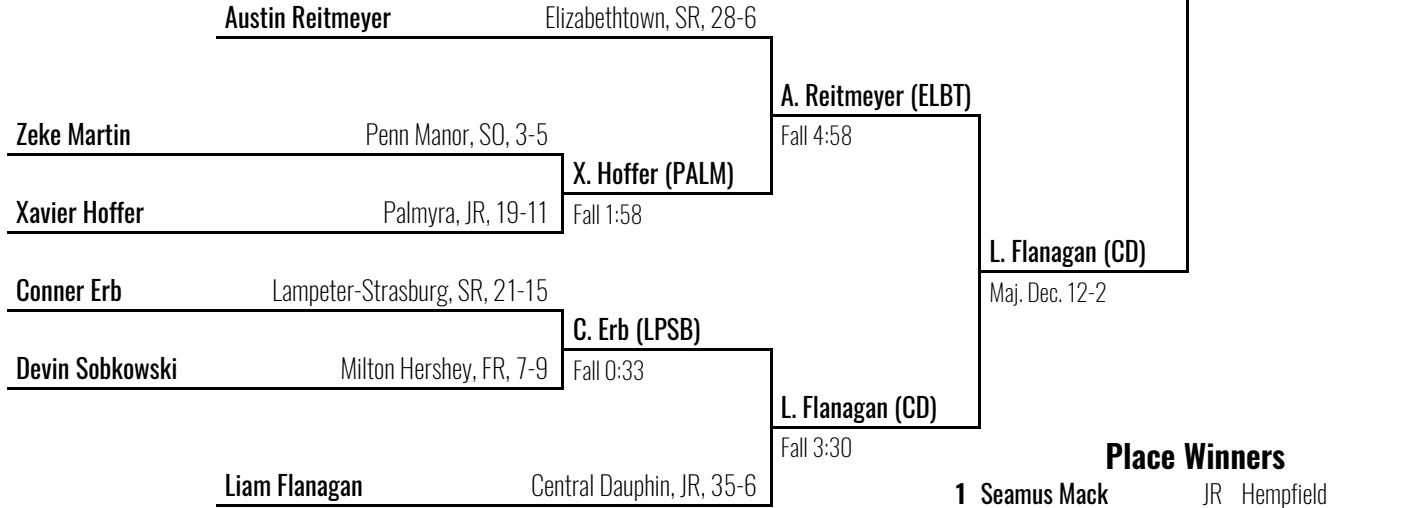 Austin Reitmeyer Elizabethtown, SR, 28-6
A. Reitmeyer (ELBT)
Zeke Martin Penn Manor, SO, 3-5
Fall 4:58
X. Hoffer (PALM)
Xavier Hoffer Palmyra, JR, 19-11
Fall 1:58
L. Flanagan (CD)
Conner Erb Lampeter-Strasburg, SR, 21-15
Maj. Dec. 12-2
C. Erb (LPSB)
Devin Sobkowski Milton Hershey, FR, 7-9
Fall 0:33
L. Flanagan (CD)
Fall 3:30
Place Winners
Liam Flanagan Central Dauphin, JR, 35-6
1 Seamus Mack JR Hempfield